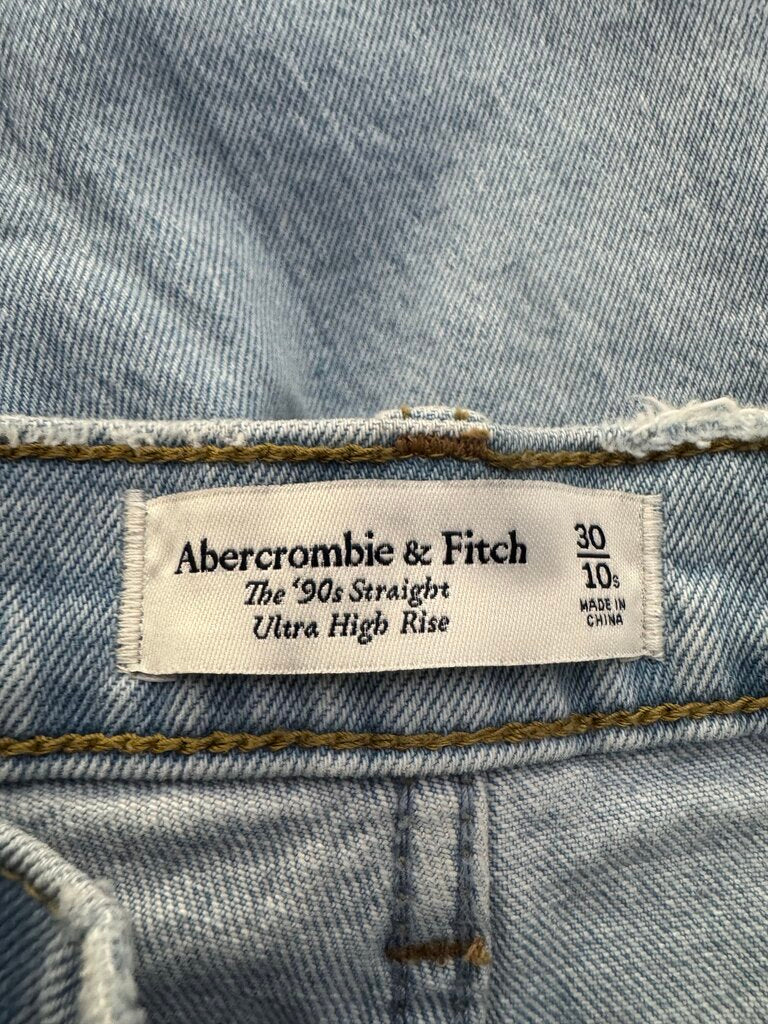 Abercrombie & Fitch
The '90s Straight
Ultra High Rise
30
10s
MADE IN
CHINA